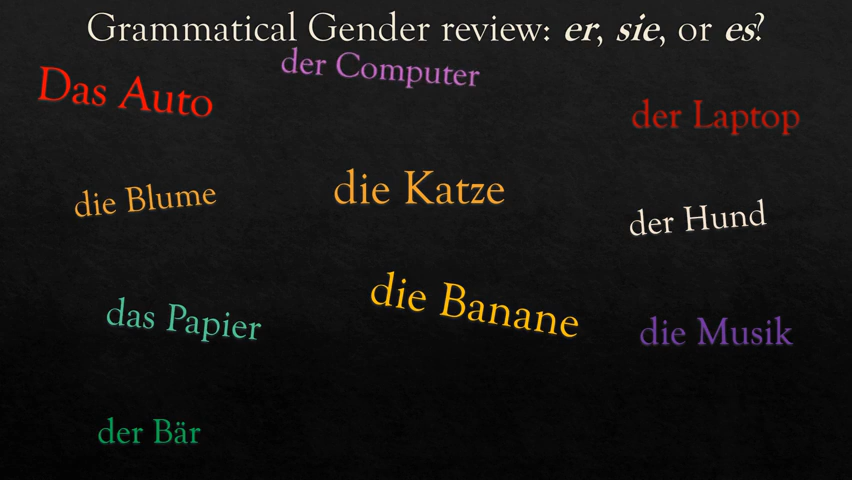 Grammatical Gender review: er, sie, or es?
der Computer
Das Auto
der Laptop
die Blume
die Katze
der Hund
die Banane
das Papier
die Musik
der Bär